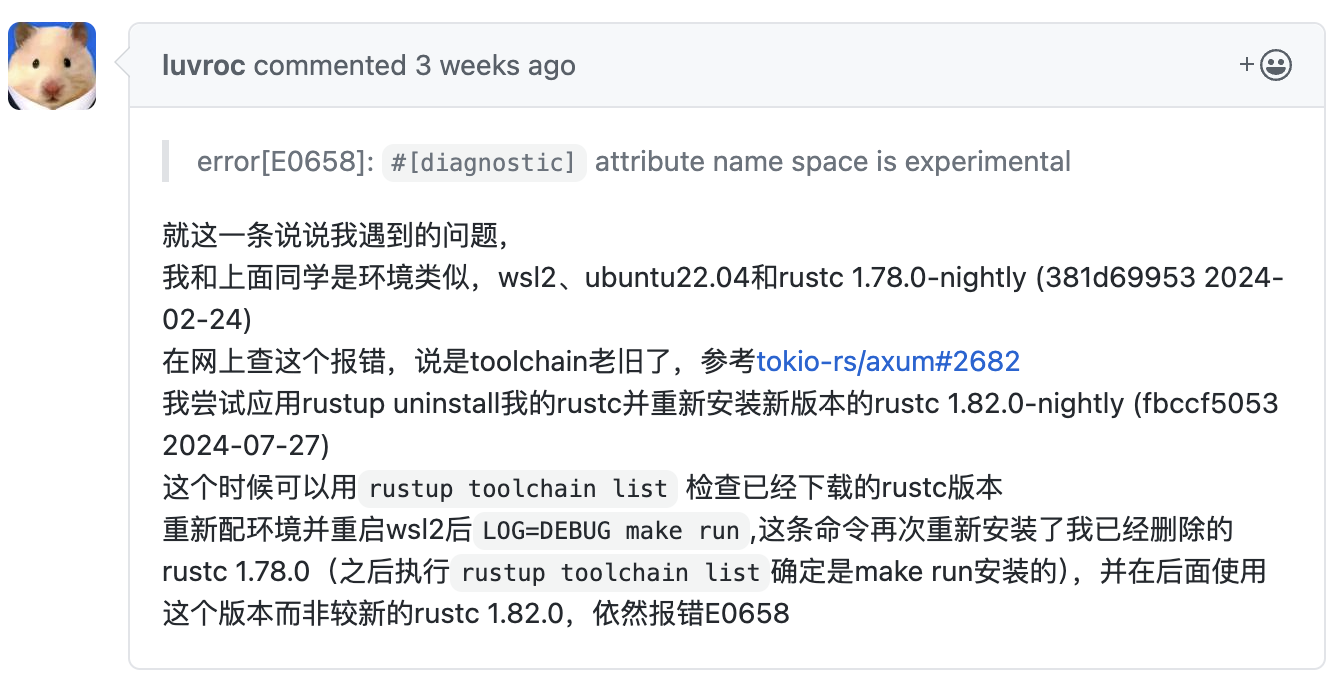 luvroc commented 3 weeks ago
error[E0658]: #[diagnostic] attribute name space is experimental
就这一条说说我遇到的问题，
我和上面同学是环境类似，wsl2、ubuntu22.04和rustc 1.78.0-nightly (381d69953 2024-
02-24)
在网上查这个报错，说是toolchain老旧了，参考tokio-rs/axum#2682
我尝试应用rustup uninstall我的rustc并重新安装新版本的rustc 1.82.0-nightly (fbccf5053
2024-07-27)
这个时候可以用 rustup toolchain list 检查已经下载的rustc版本
重新配环境并重启wsl2后 LOG=DEBUG make run ,这条命令再次重新安装了我已经删除的
rustc 1.78.0（之后执行 rustup toolchain list 确定是make run安装的），并在后面使用
这个版本而非较新的rustc 1.82.0，依然报错E0658